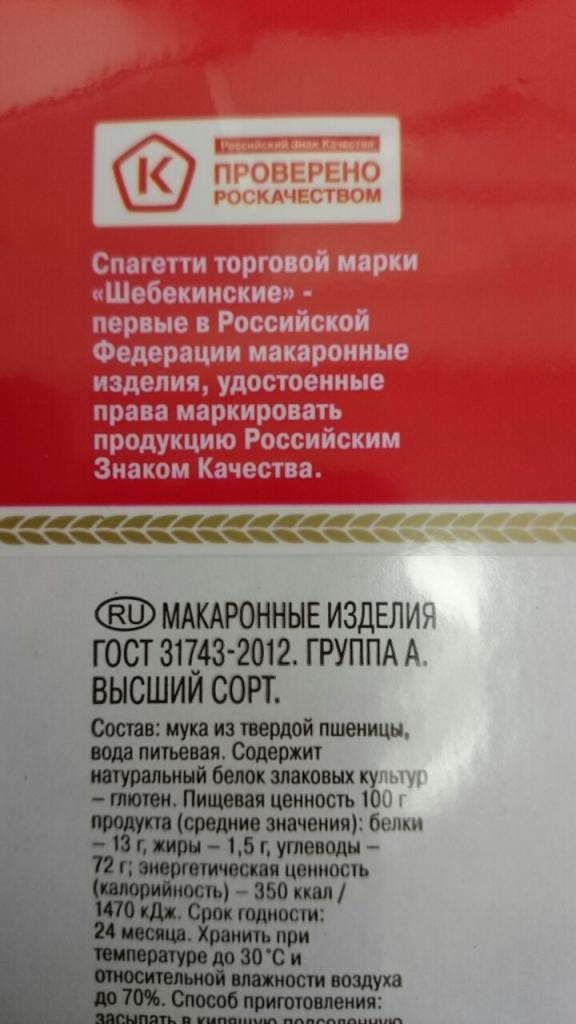 Российский Знак Качества
К
ПРОВЕРЕНО
РОСКАЧЕСТВОМ
Спагетти торговой марки
«Шебекинские» -
первые в Российской
Федерации макаронные
изделия, удостоенные
права маркировать
продукцию Российским
Знаком Качества.
RU МАКАРОННЫЕ ИЗДЕЛИЯ
ГОСТ 31743-2012. ГРУППА А.
ВЫСШИЙ СОРТ.
Состав: мука из твердой пшеницы,
вода питьевая. Содержит
натуральный белок злаковых культур
– глютен. Пищевая ценность 100 г
продукта (средние значения): белки
– 13 г, жиры – 1,5 г, углеводы –
72 г; энергетическая ценность
(калорийность) – 350 ккал /
1470 кДж. Срок годности:
24 месяца. Хранить при
температуре до 30°С и
относительной влажности воздуха
до 70%. Способ приготовления:
засыпать в кипящую подсоленную